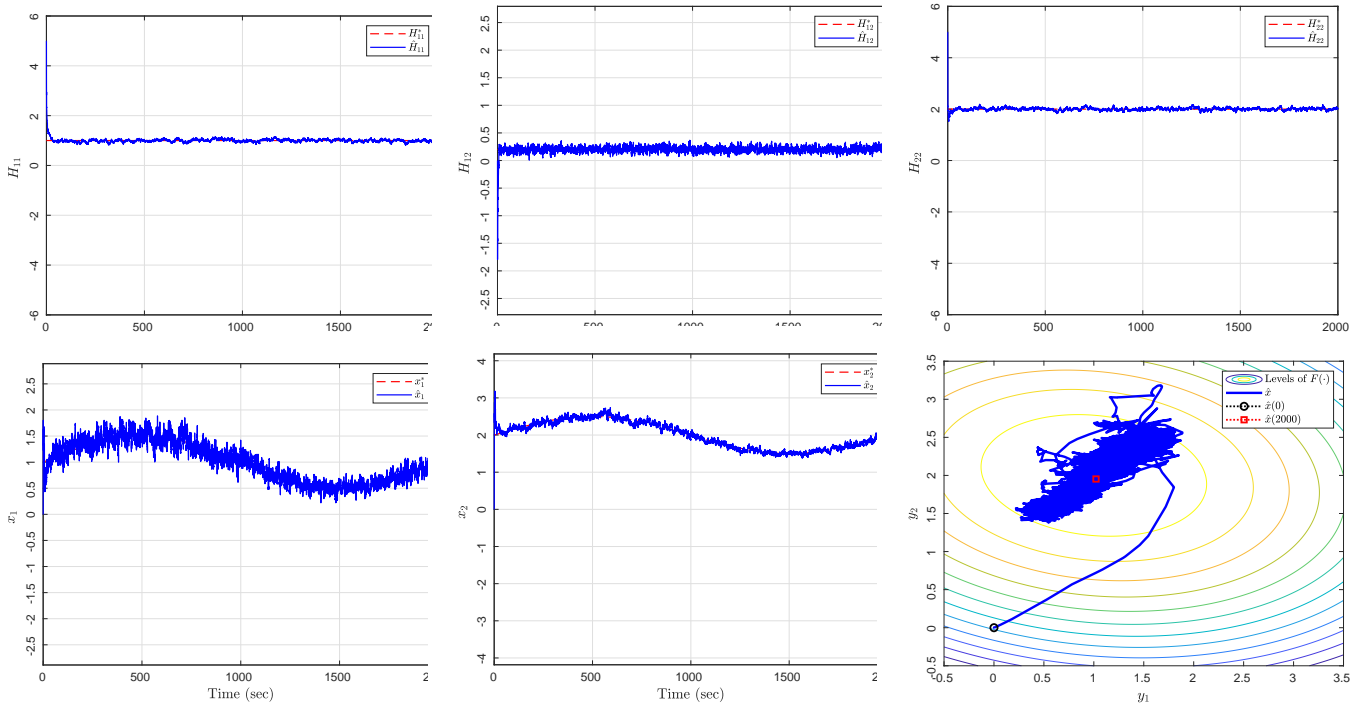 6
4
2
0
-2
-4
-6
H₁₁
H*₁₁
Ĥ₁₁
0 500 1000 1500
2.5
2
1.5
1
0.5
0
-0.5
-1
-1.5
-2
-2.5
H₁₂
H*₁₂
Ĥ₁₂
0 500 1000 1500
6
4
2
0
-2
-4
-6
H₂₂
H*₂₂
Ĥ₂₂
0 500 1000 1500 2000
2.5
2
1.5
1
0.5
0
-0.5
-1
-1.5
-2
-2.5
x₁
x*₁
x̂₁
0 500 1000 1500
Time (sec)
4
3
2
1
0
-1
-2
-3
-4
x₂
x*₂
x̂₂
0 500 1000 1500
Time (sec)
3.5
3
2.5
2
1.5
1
0.5
0
-0.5
y₂
Levels of F(·)
x̂
x̂(0)
x̂(2000)
-0.5 0 0.5 1 1.5 2 2.5 3 3.5
y₁